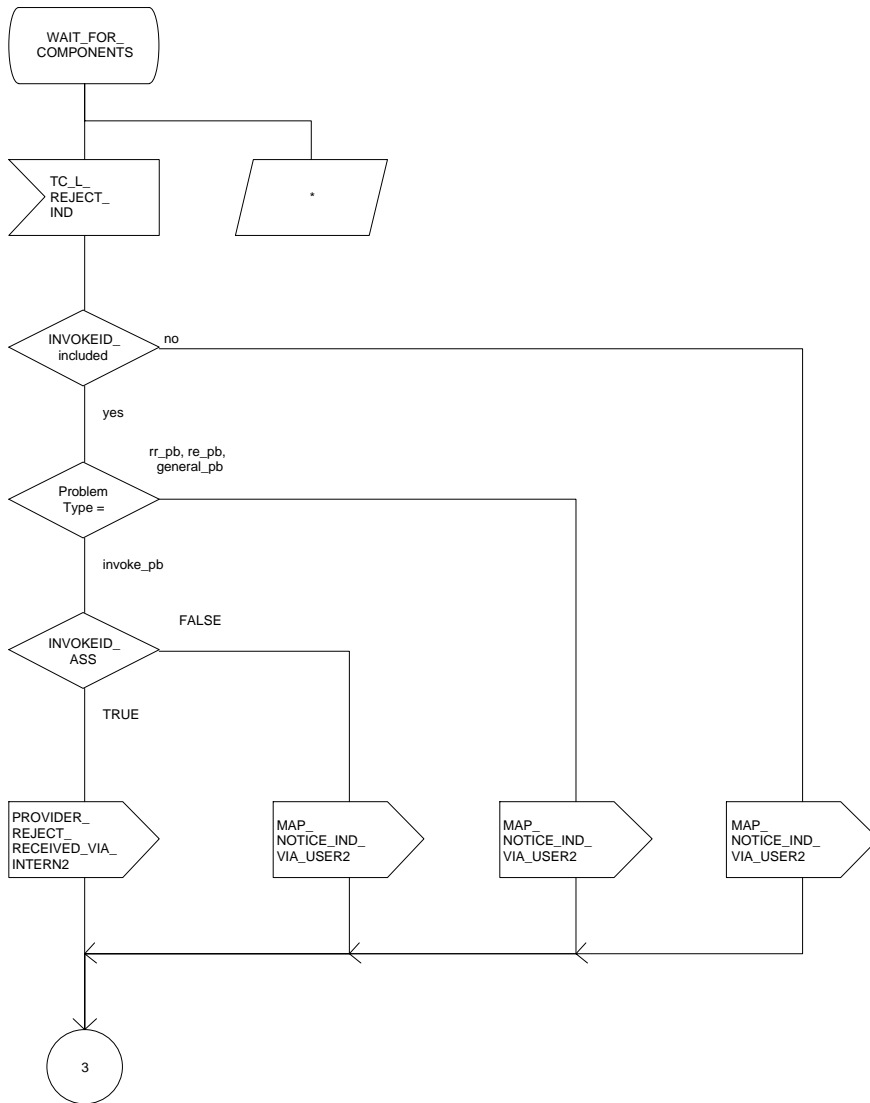 WAIT_FOR_
COMPONENTS
TC_L_
REJECT_
IND
*
INVOKEID_
included
no
yes
rr_pb, re_pb,
general_pb
Problem
Type =
invoke_pb
FALSE
INVOKEID_
ASS
TRUE
PROVIDER_
REJECT_
RECEIVED_VIA_
INTERN2
MAP_
NOTICE_IND_
VIA_USER2
MAP_
NOTICE_IND_
VIA_USER2
MAP_
NOTICE_IND_
VIA_USER2
3